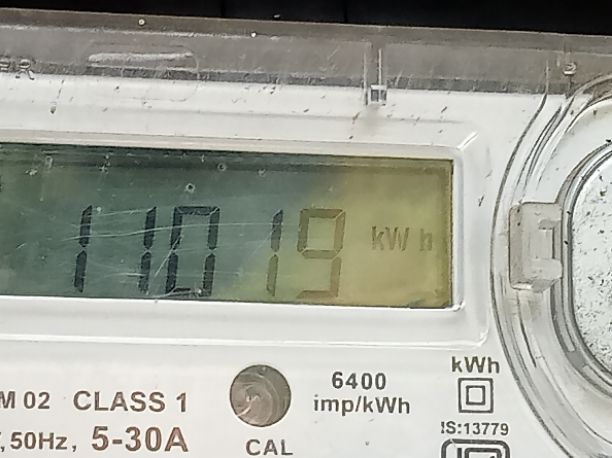 11019 kWh
kWh
6400
imp/kWh
M 02 CLASS 1
IS:13779
,50Hz, 5-30A
CAL